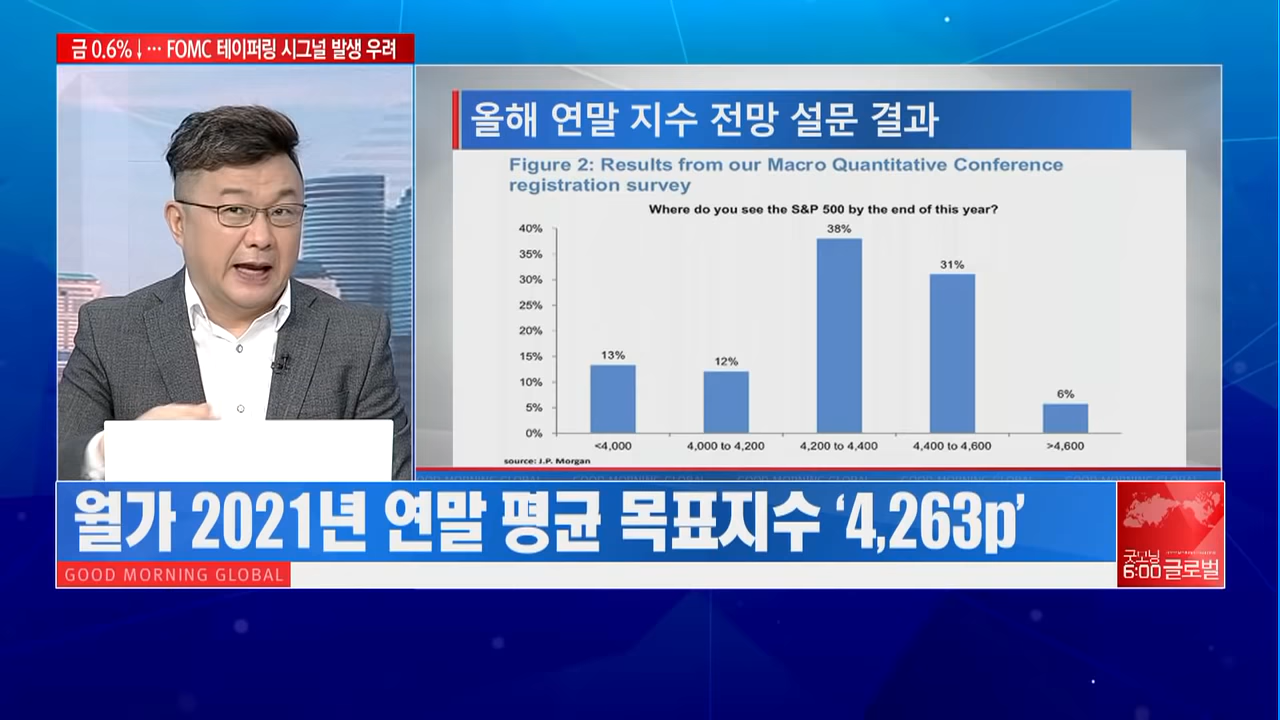 금 0.6%↓… FOMC 테이퍼링 시그널 발생 우려
올해 연말 지수 전망 설문 결과
Figure 2: Results from our Macro Quantitative Conference
registration survey
Where do you see the S&P 500 by the end of this year?
40%
35%
30%
25%
20%
15%
10%
5%
0%
13%
12%
38%
31%
6%
<4,000
4,000 to 4,200
4,200 to 4,400
4,400 to 4,600
>4,600
source: J.P. Morgan
월가 2021년 연말 평균 목표지수 ‘4,263p’
GOOD MORNING GLOBAL
굿모닝
6:00 글로벌